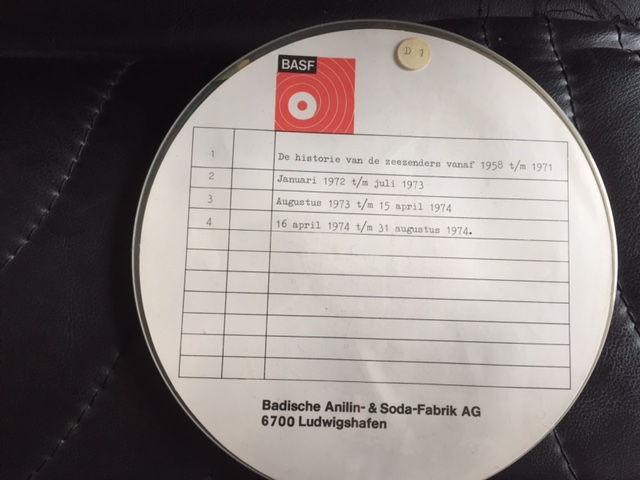 D 1
BASF
1 De historie van de zeezenders vanaf 1958 t/m 1971
2 Januari 1972 t/m juli 1973
3 Augustus 1973 t/m 15 april 1974
4 16 april 1974 t/m 31 augustus 1974.
Badische Anilin- & Soda-Fabrik AG
6700 Ludwigshafen